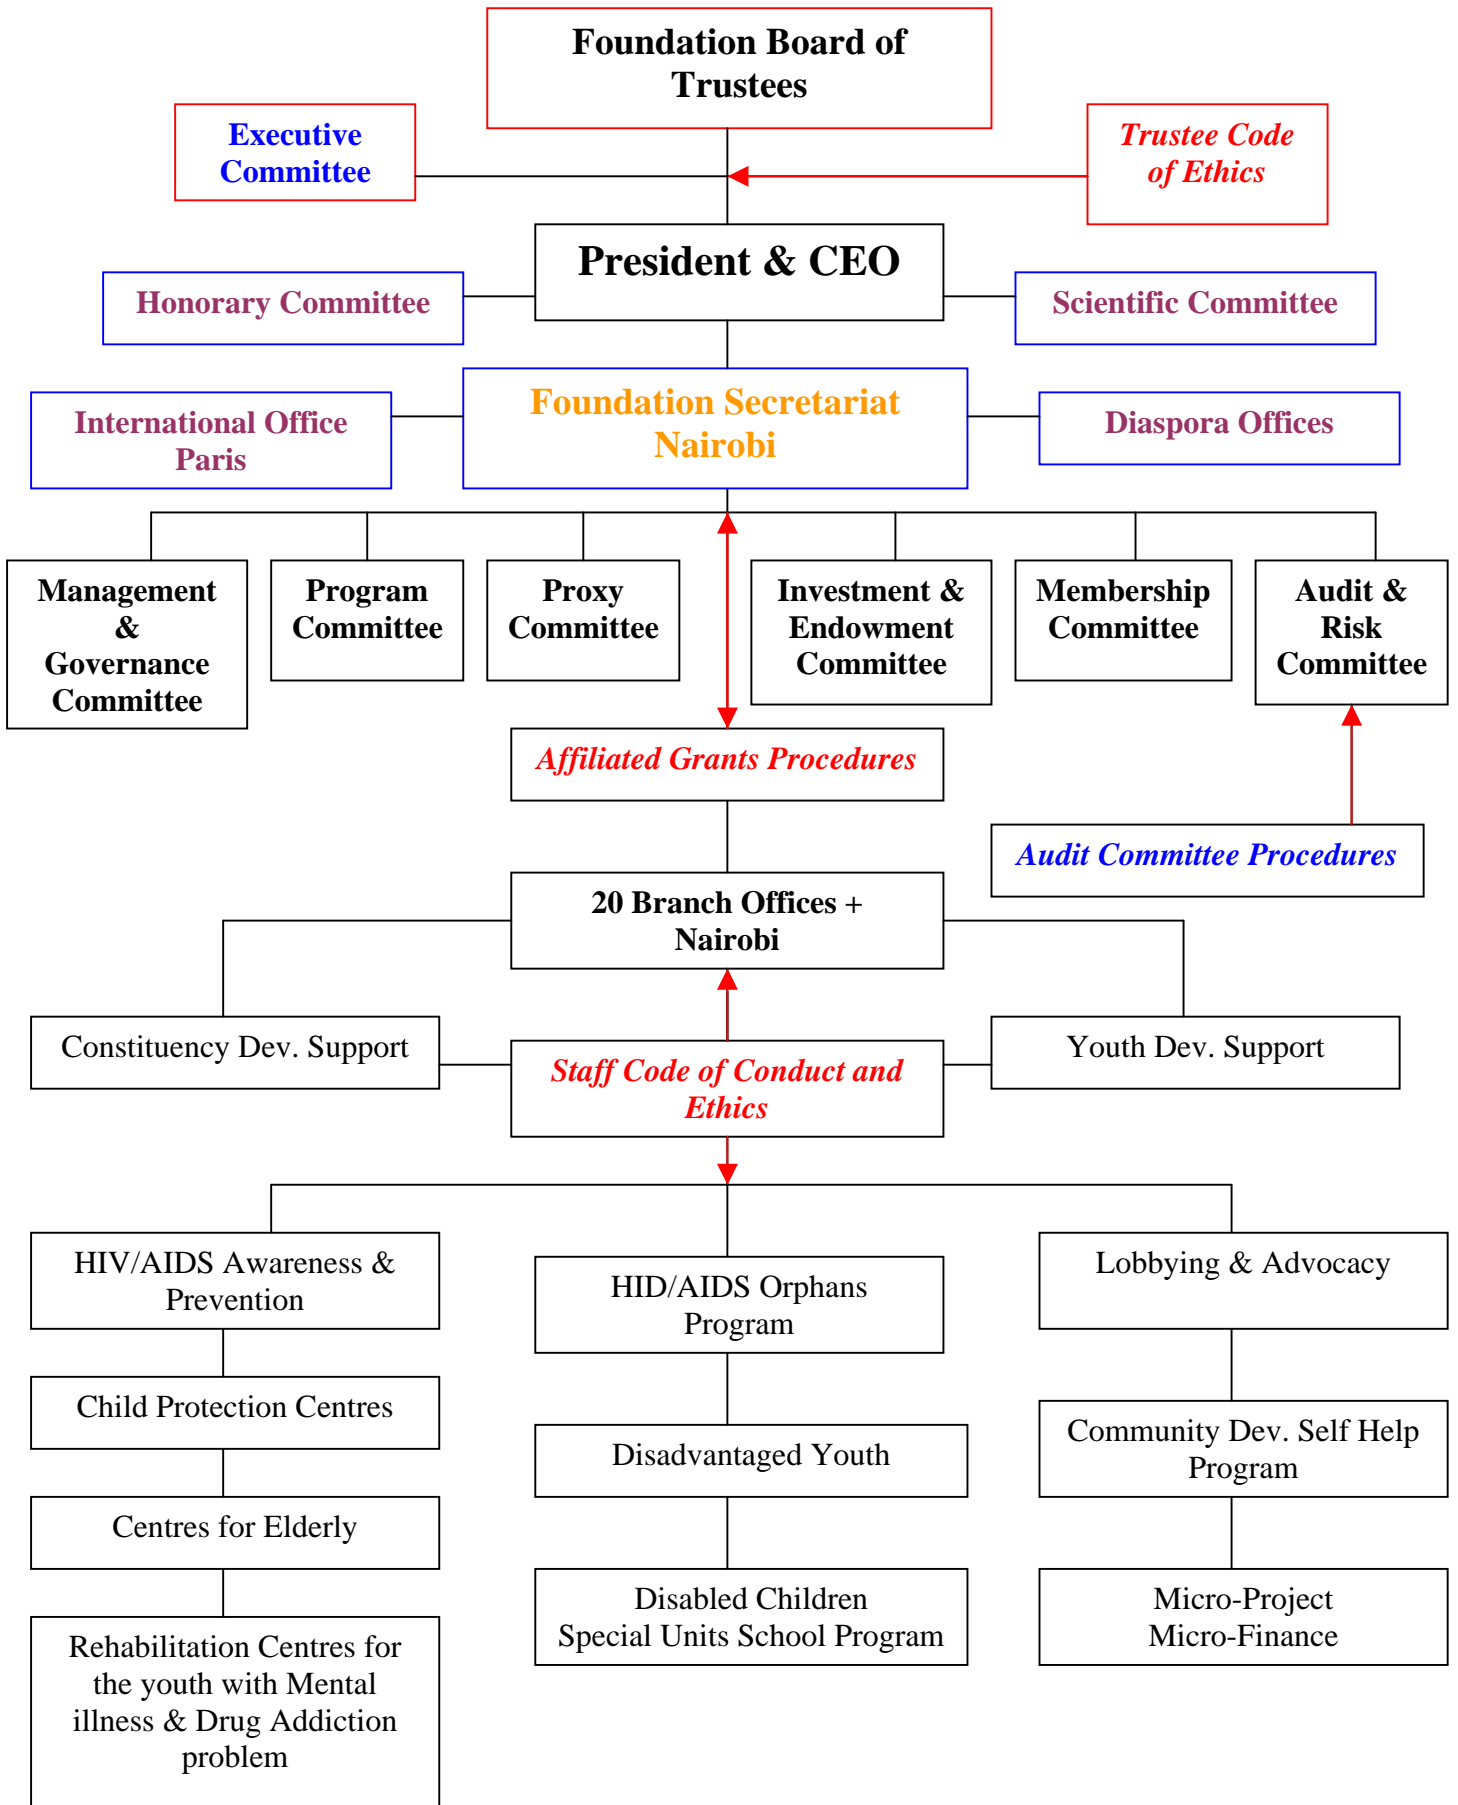 Foundation Board of
Trustees
Executive
Committee
Trustee Code
of Ethics
President & CEO
Honorary Committee
Scientific Committee
International Office
Paris
Foundation Secretariat
Nairobi
Diaspora Offices
Management
&
Governance
Committee
Program
Committee
Proxy
Committee
Investment &
Endowment
Committee
Membership
Committee
Audit &
Risk
Committee
Affiliated Grants Procedures
Audit Committee Procedures
20 Branch Offices +
Nairobi
Constituency Dev. Support
Staff Code of Conduct and
Ethics
Youth Dev. Support
HIV/AIDS Awareness &
Prevention
HID/AIDS Orphans
Program
Lobbying & Advocacy
Child Protection Centres
Disadvantaged Youth
Community Dev. Self Help
Program
Centres for Elderly
Disabled Children
Special Units School Program
Micro-Project
Micro-Finance
Rehabilitation Centres for
the youth with Mental
illness & Drug Addiction
problem